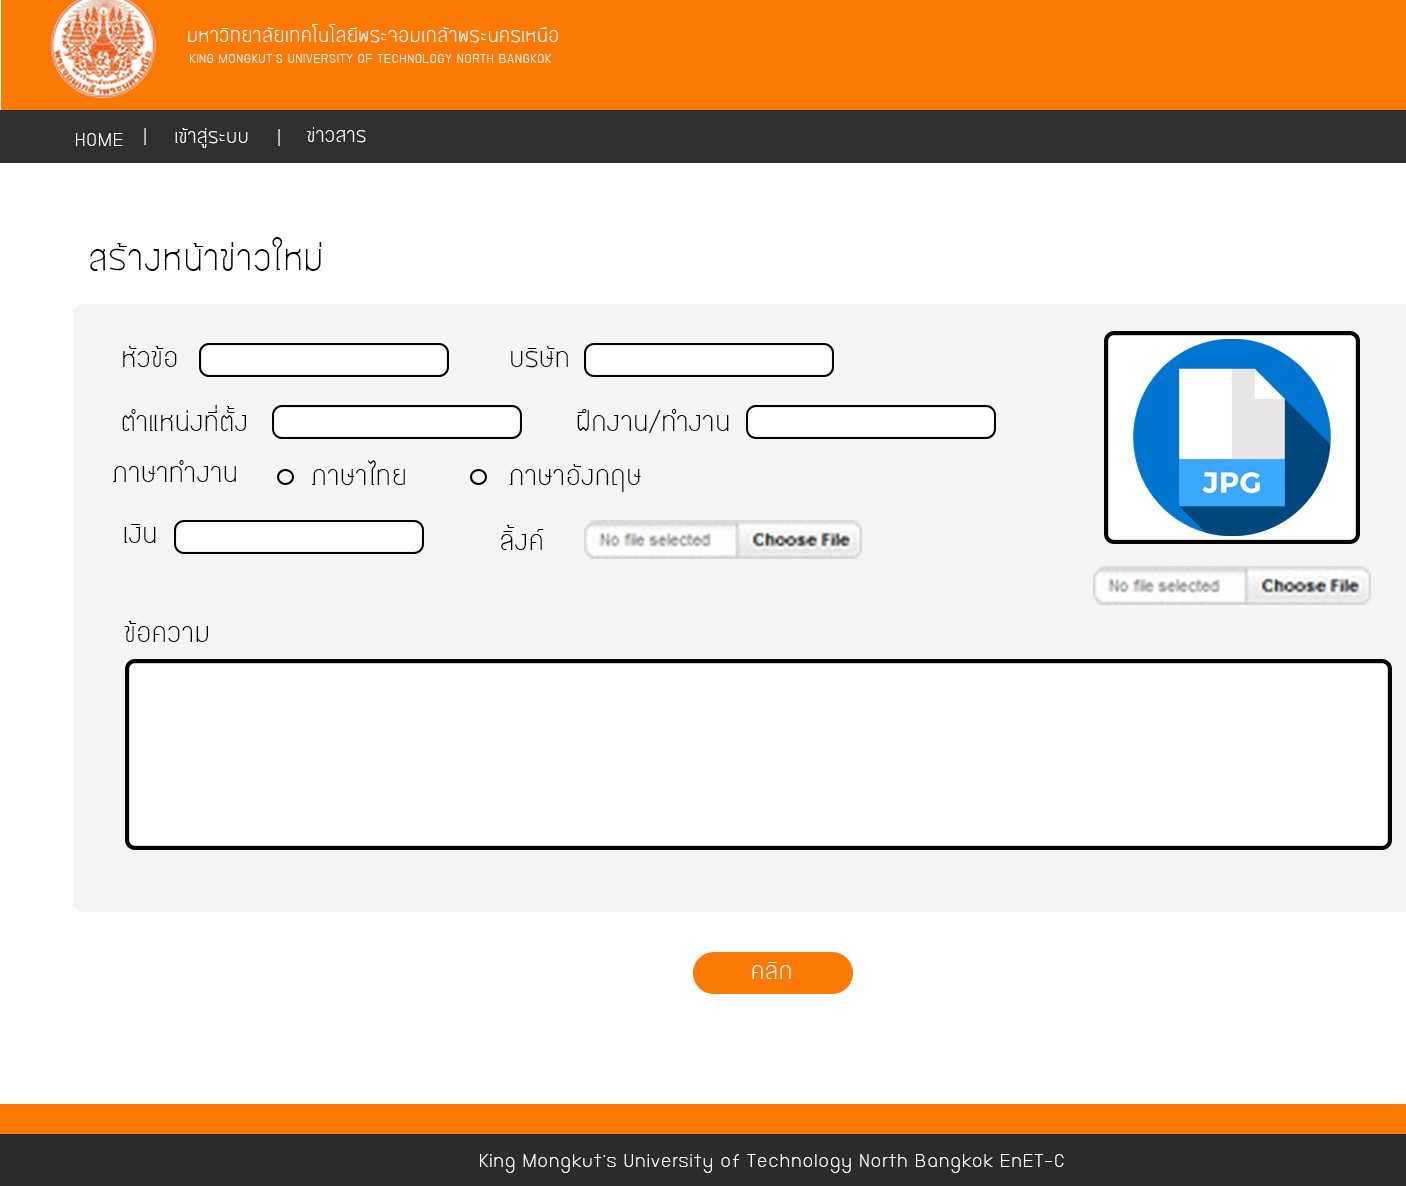 มหาวิทยาลัยเทคโนโลยีพระจอมเกล้าพระนครเหนือ
KING MONGKUT'S UNIVERSITY OF TECHNOLOGY NORTH BANGKOK
HOME | เข้าสู่ระบบ | ข่าวสาร
สร้างหน้าข่าวใหม่
หัวข้อ บริษัท
ตำแหน่งที่ตั้ง ฝึกงาน/ทำงาน
ภาษาทำงาน ภาษาไทย ภาษาอังกฤษ
JPG
เงิน ลิ้งค์ No file selected Choose File
No file selected Choose File
ข้อความ
คลิก
King Mongkut's University of Technology North Bangkok EnET-C